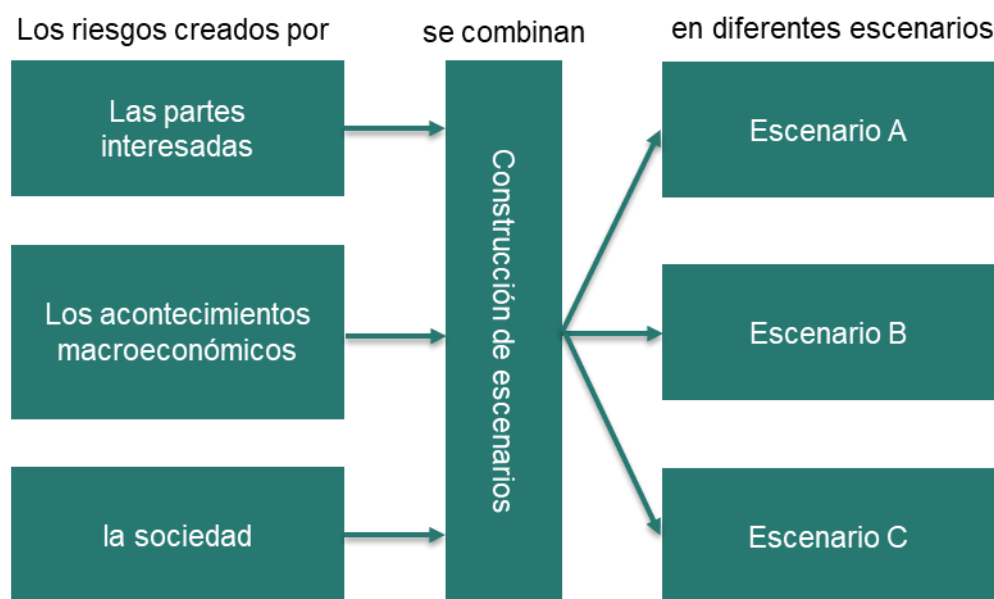 Los riesgos creados por
se combinan
en diferentes escenarios
Las partes
interesadas
Los acontecimientos
macroeconómicos
la sociedad
Construcción de escenarios
Escenario A
Escenario B
Escenario C